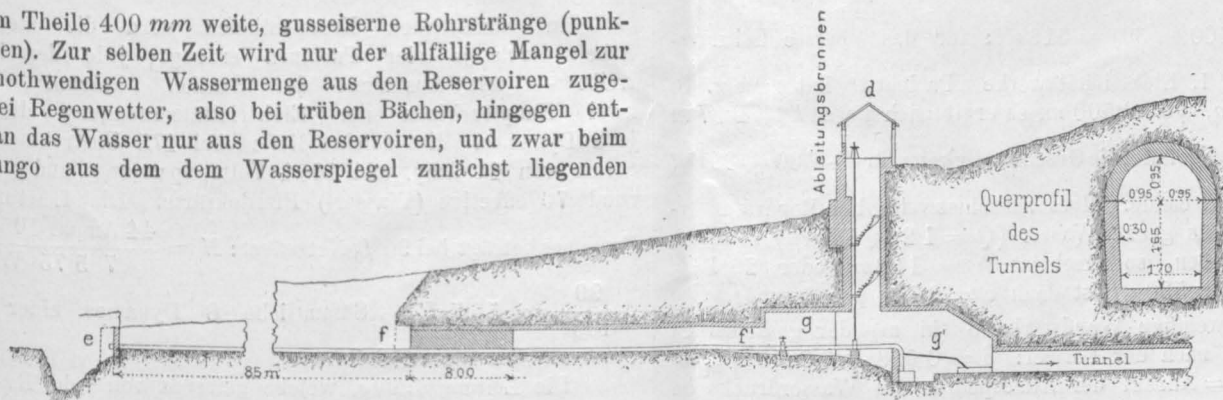 n Theile 400 mm weite, gusseiserne Rohrstränge (punk-
en). Zur selben Zeit wird nur der allfällige Mangel zur
nothwendigen Wassermenge aus den Reservoiren zuge-
ei Regenwetter, also bei trüben Bächen, hingegen ent-
an das Wasser nur aus den Reservoiren, und zwar beim
ango aus dem dem Wasserspiegel zunächst liegenden
Ableitungsbrunnen
d
Querprofil
des
Tunnels
0·95
0·95
0·95
0·30
1·65
1·70
e
f
f'
g
g'
85 m
8·00
Tunnel